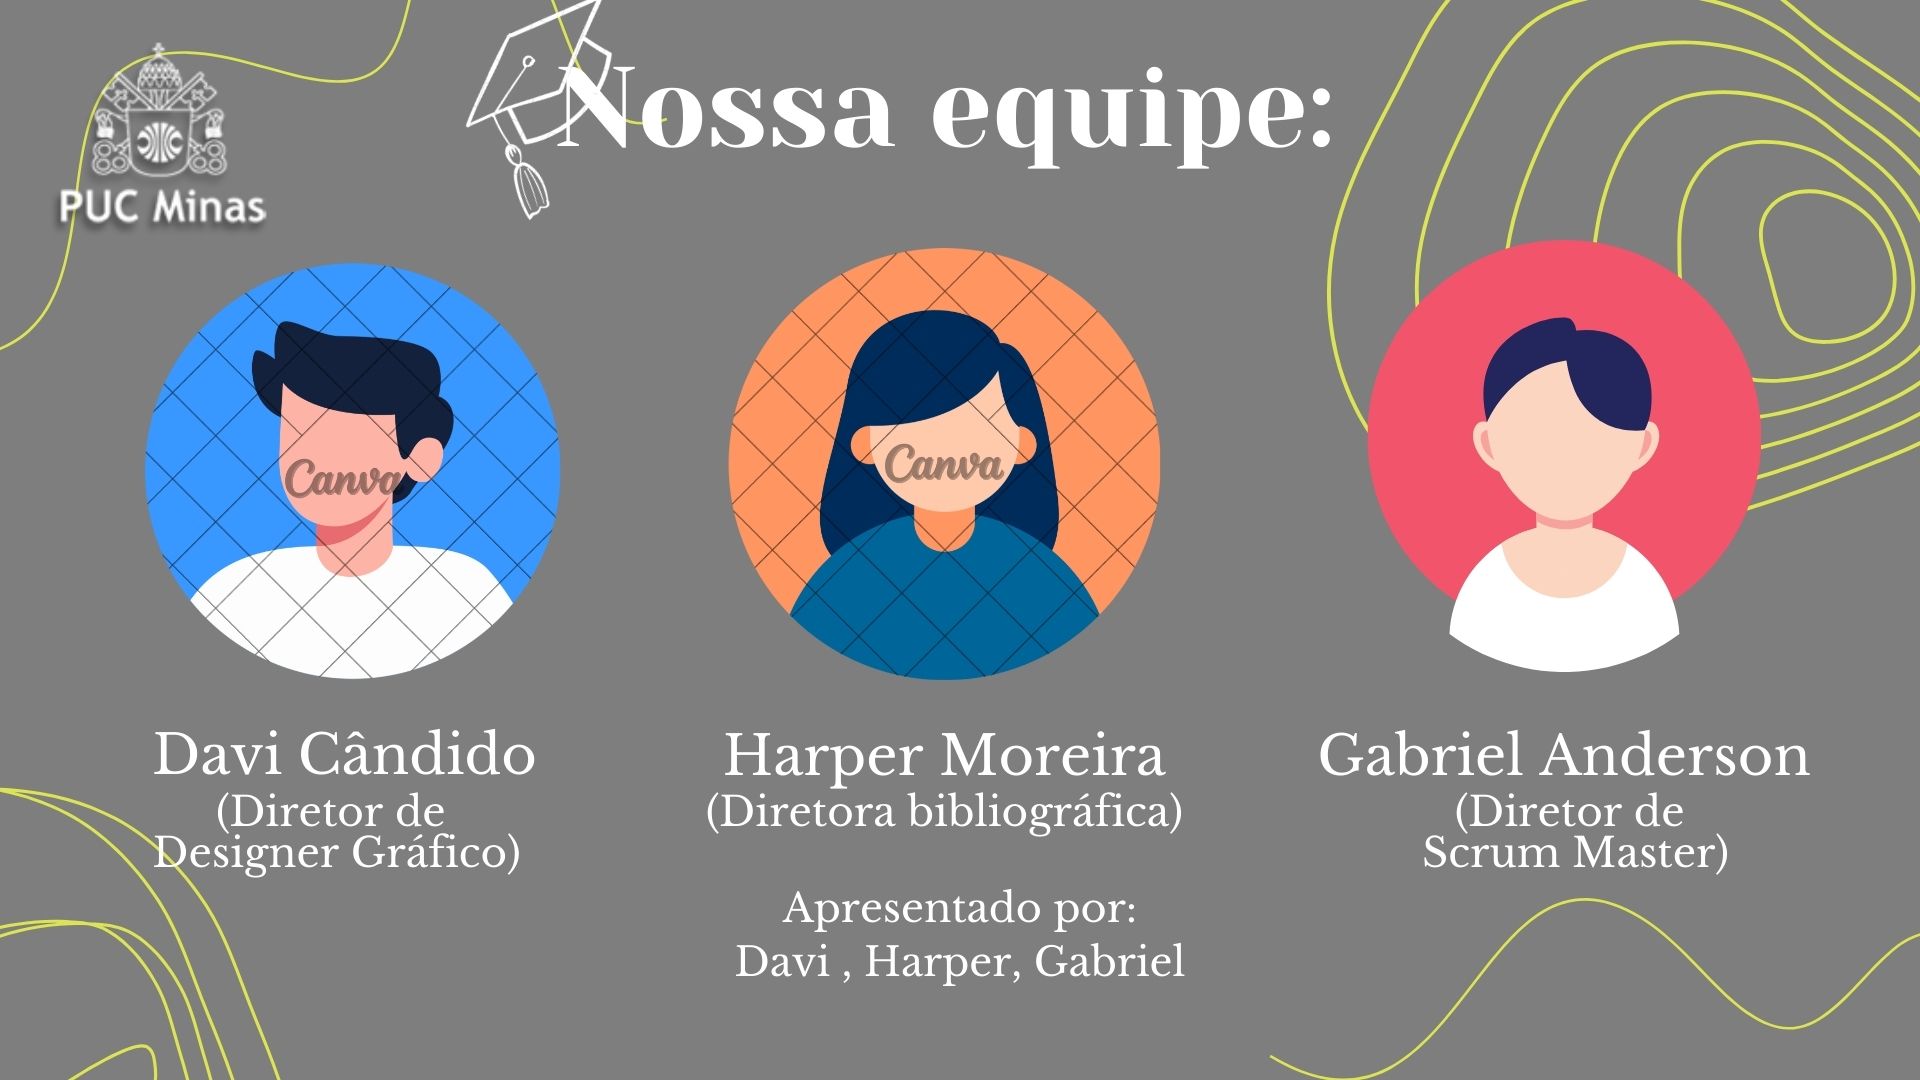 PUC Minas
Nossa equipe:
Canva
Canva
Davi Cândido
(Diretor de
Designer Gráfico)
Harper Moreira
(Diretora bibliográfica)
Gabriel Anderson
(Diretor de
Scrum Master)
Apresentado por:
Davi , Harper, Gabriel